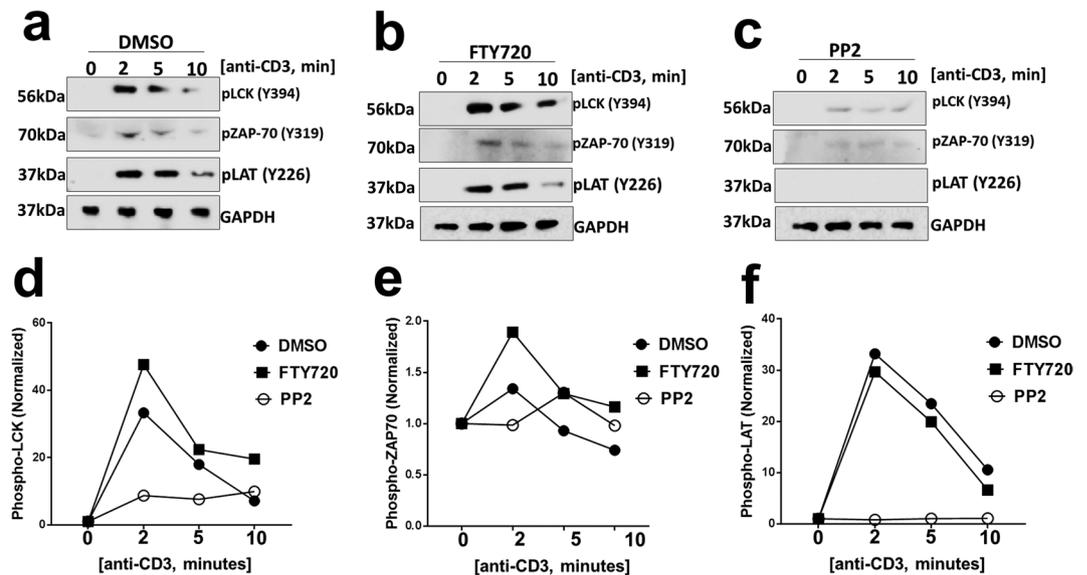 a
DMSO
0 2 5 10 [anti-CD3, min]
56kDa pLCK (Y394)
70kDa pZAP-70 (Y319)
37kDa pLAT (Y226)
37kDa GAPDH
b
FTY720
0 2 5 10 [anti-CD3, min]
56kDa pLCK (Y394)
70kDa pZAP-70 (Y319)
37kDa pLAT (Y226)
37kDa GAPDH
c
PP2
0 2 5 10 [anti-CD3, min]
56kDa pLCK (Y394)
70kDa pZAP-70 (Y319)
37kDa pLAT (Y226)
37kDa GAPDH
d
Phospho-LCK (Normalized)
60
40
20
0
0 2 5 10
[anti-CD3, minutes]
DMSO
FTY720
PP2
e
Phospho-ZAP70 (Normalized)
2.0
1.5
1.0
0.5
0.0
0 2 5 10
[anti-CD3, minutes]
DMSO
FTY720
PP2
f
Phospho-LAT (Normalized)
40
30
20
10
0
0 2 5 10
[anti-CD3, minutes]
DMSO
FTY720
PP2